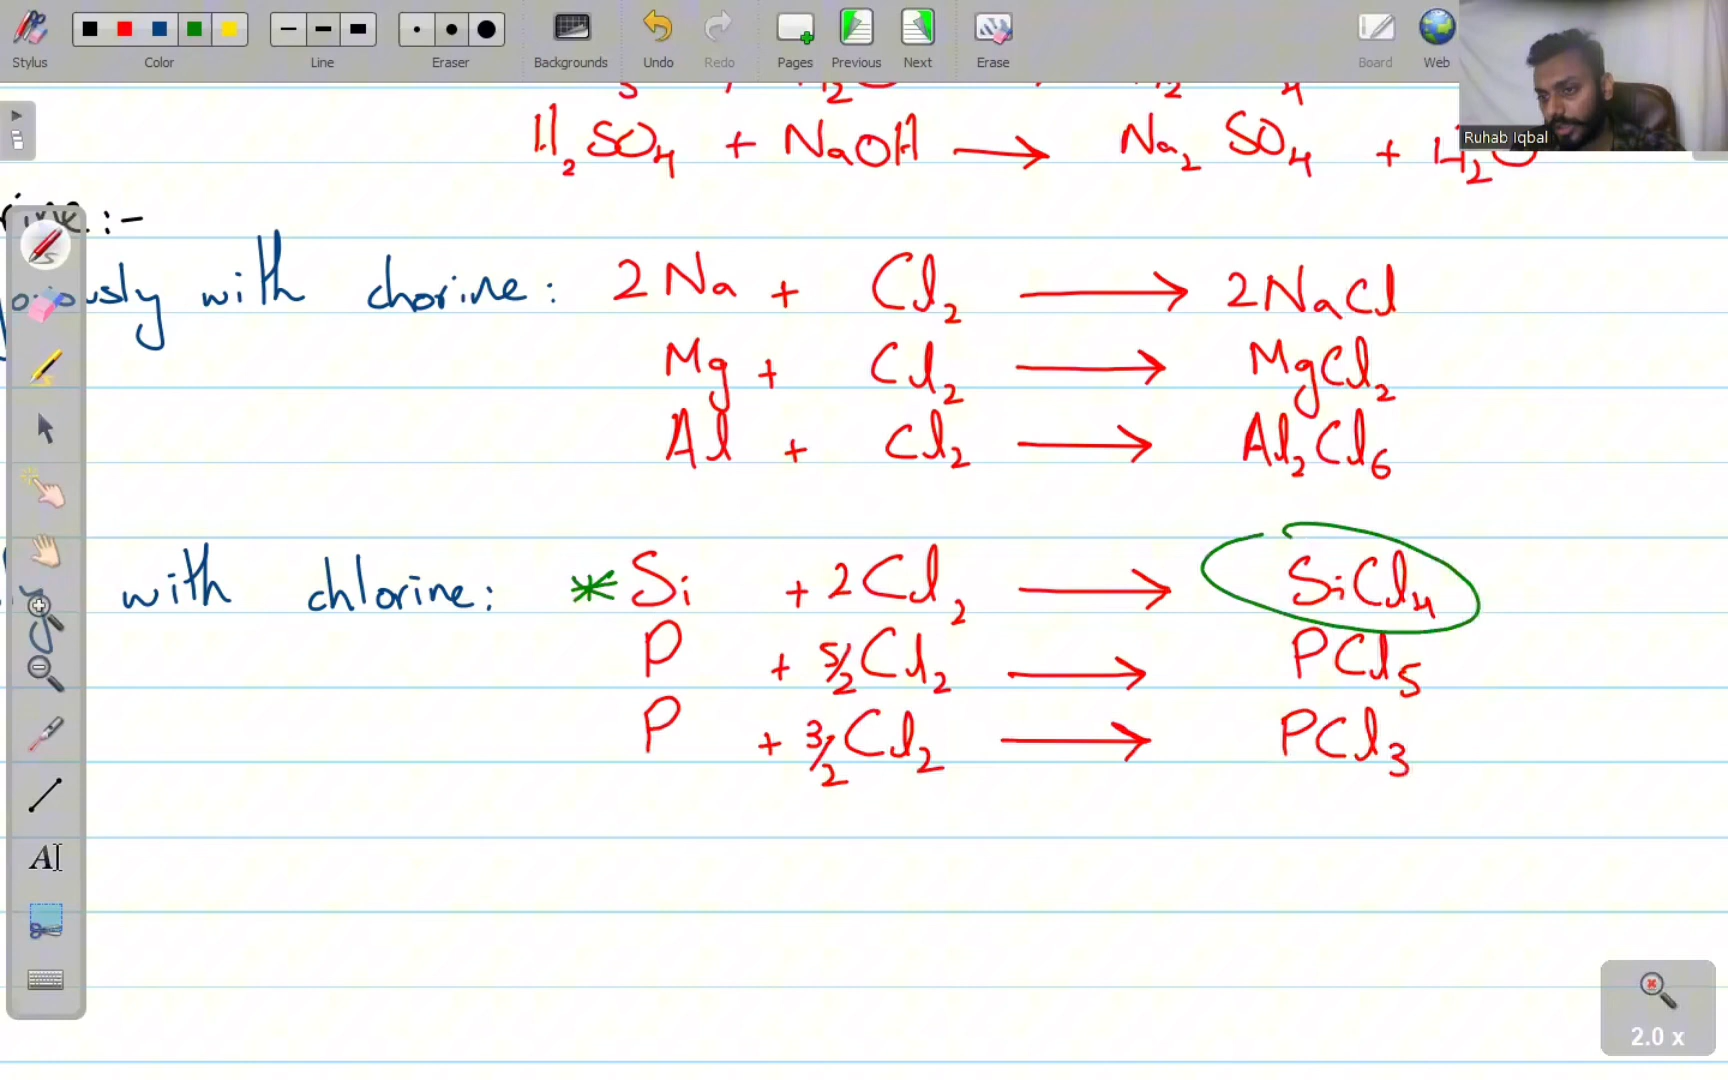 Stylus Color Line Eraser Backgrounds Undo Redo Pages Previous Next Erase Board Web
Ruhab Iqbal
H₂SO₄ + NaOH → Na₂SO₄ + H₂O
:-
ously with chorine: 2Na + Cl₂ → 2NaCl
Mg + Cl₂ → MgCl₂
Al + Cl₂ → Al₂Cl₆
with chlorine: *Si + 2Cl₂ → SiCl₄
P + 5/2Cl₂ → PCl₅
P + 3/2Cl₂ → PCl₃
2.0 x